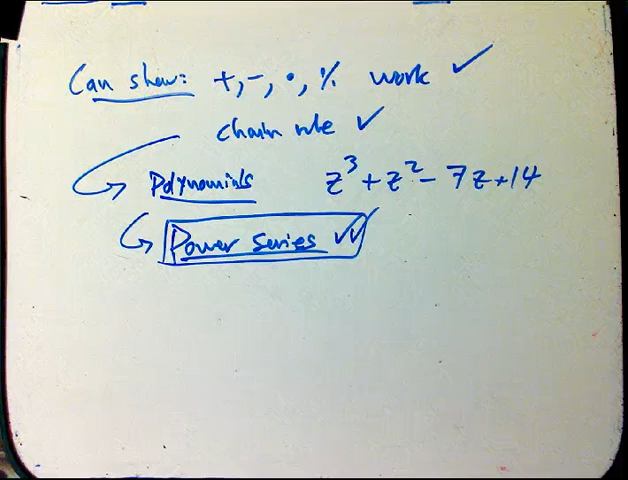 Can show: +, -, •, % work ✓
chain rule ✓
Polynomials z³ + z² - 7z + 14
Power series ✓✓